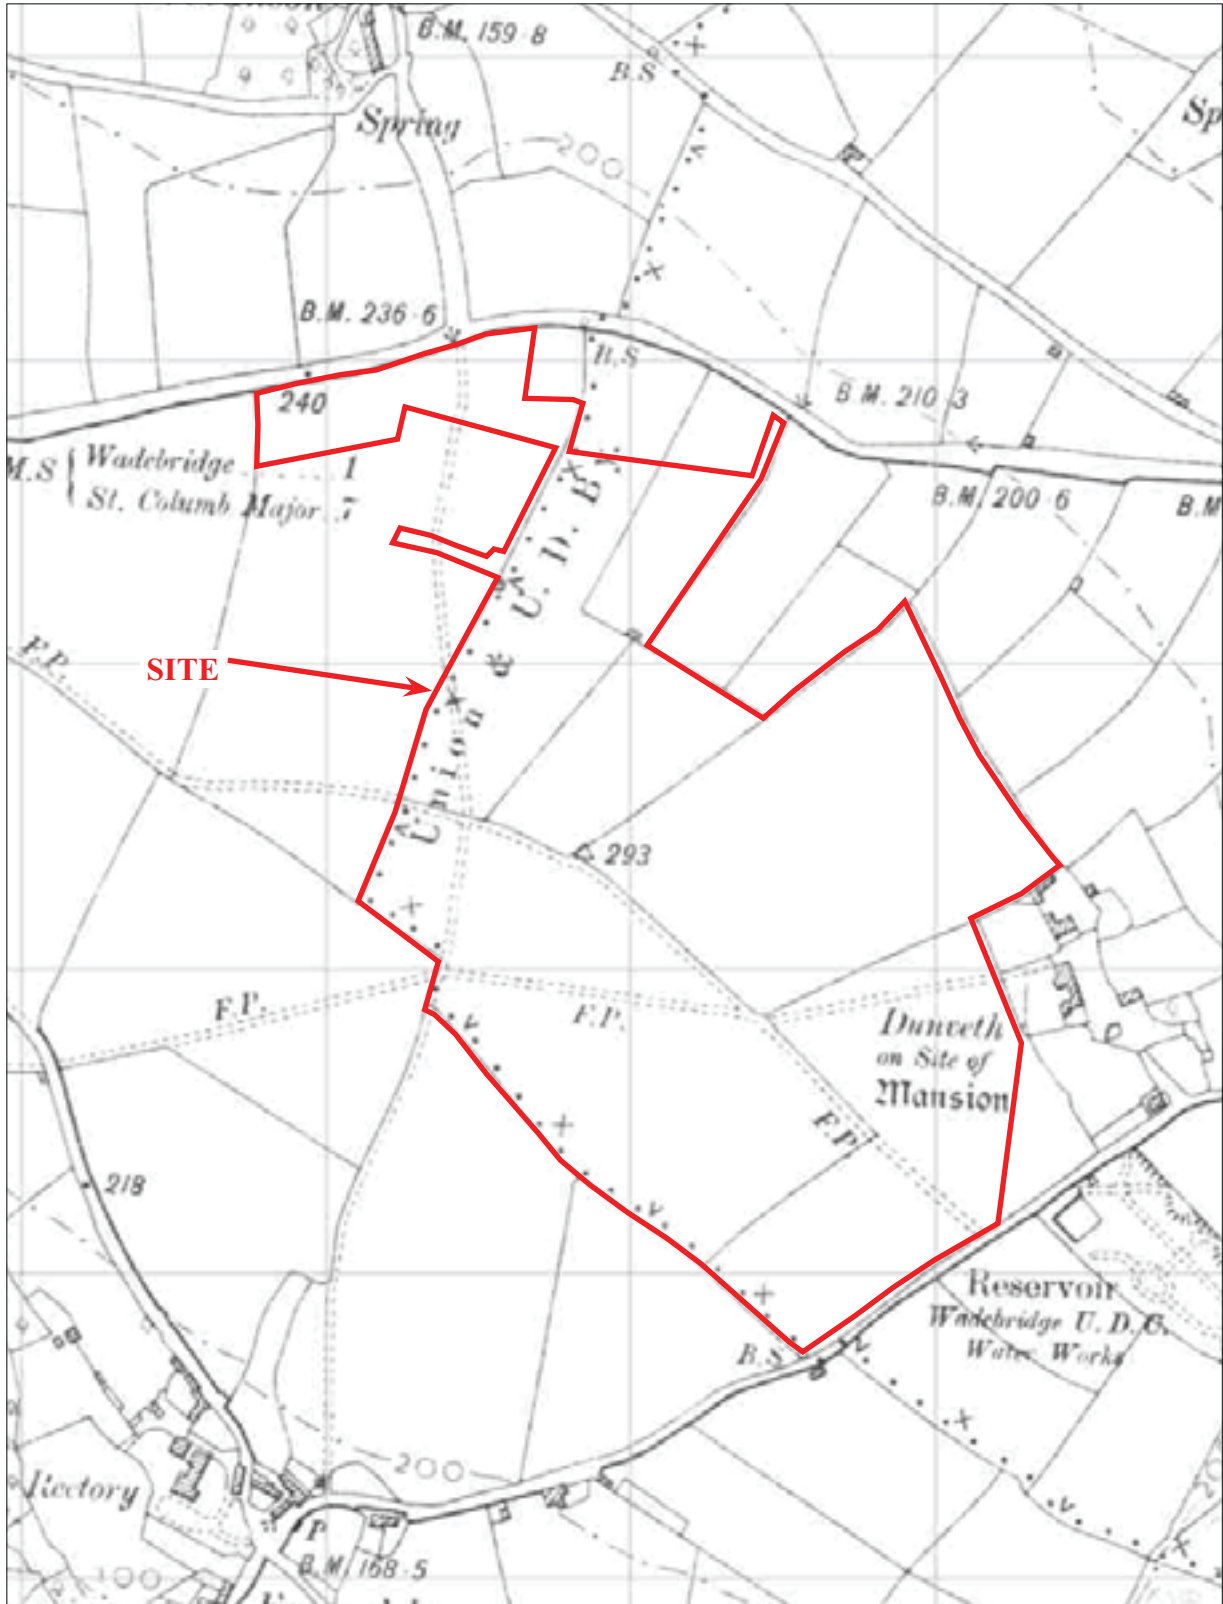 B.M. 159·8
B.S
Spring
Sp
200
B.M. 236·6
B.S
240
B.M. 210·3
M.S { Wadebridge 1
St. Columb Major 7
B.M. 200·6
B.M
Union & U.D. By.
F.P.
SITE
293
F.P.
F.P.
Dunveth
on Site of
Mansion
F.P.
218
Reservoir
Wadebridge U.D.C.
Water Works
B.S
200
Rectory
P
B.M. 168·5
100